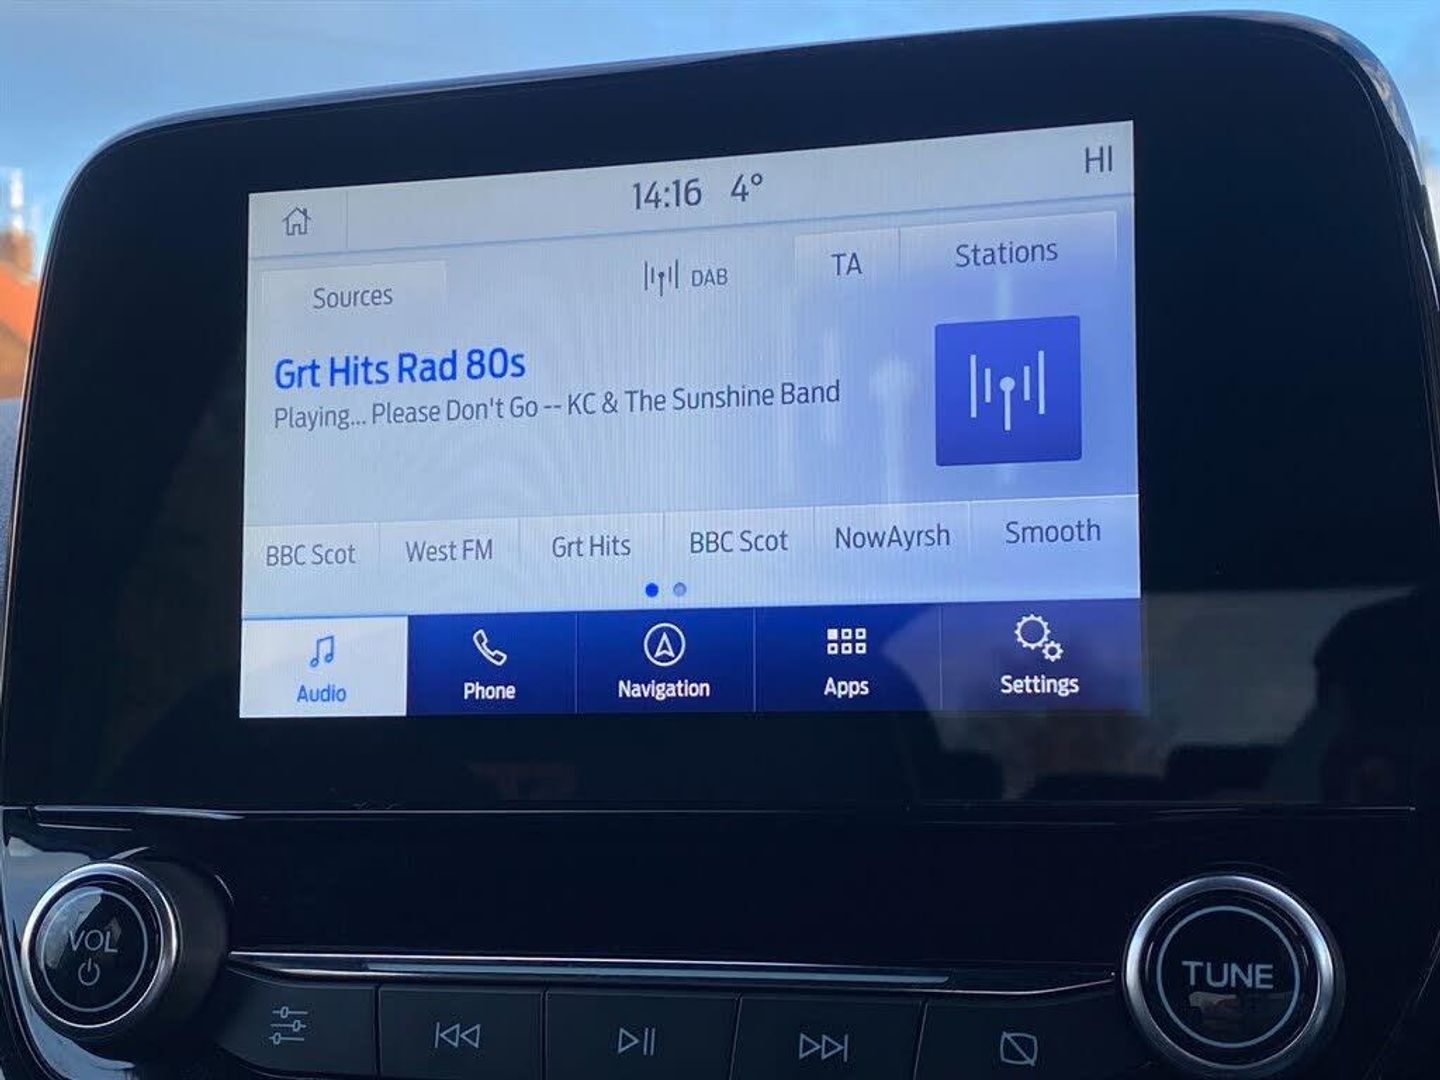 14:16 4° HI
Sources DAB TA Stations
Grt Hits Rad 80s
Playing... Please Don't Go -- KC & The Sunshine Band
BBC Scot West FM Grt Hits BBC Scot NowAyrsh Smooth
Audio Phone Navigation Apps Settings
VOL
TUNE